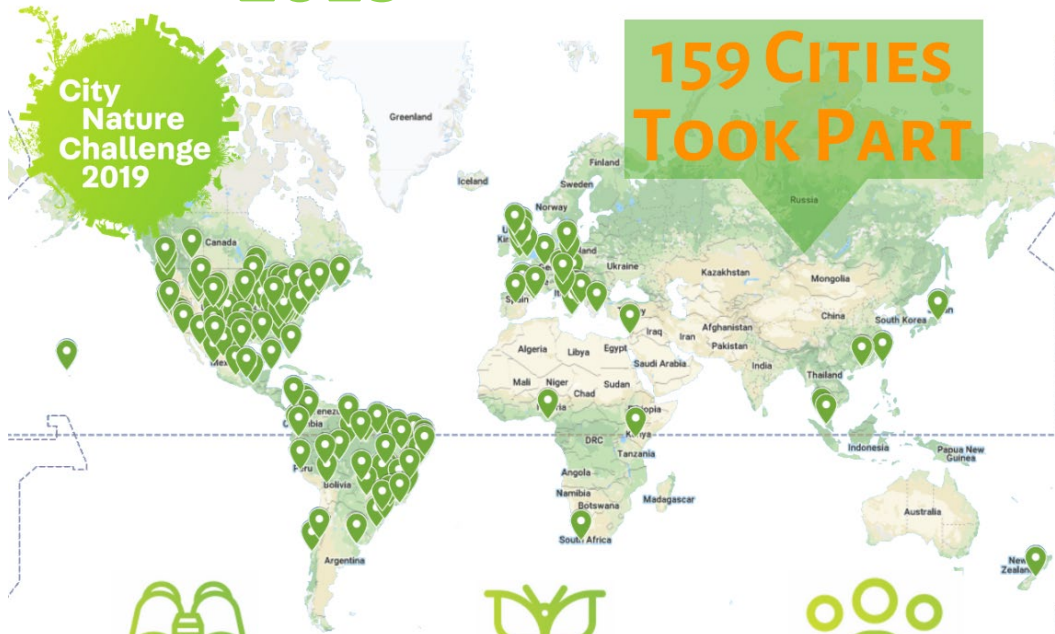 City
Nature
Challenge
2019
159 Cities
Took Part
Greenland
Iceland
Finland
Sweden
Norway
Russia
Canada
Ukraine
Kazakhstan
Mongolia
China
South Korea
Iraq
Iran
Afghanistan
Pakistan
Algeria
Libya
Egypt
Saudi Arabia
India
Thailand
Mali
Niger
Chad
Sudan
DRC
Tanzania
Indonesia
Papua New
Guinea
Angola
Namibia
Botswana
Madagascar
Bolivia
Australia
South Africa
Argentina